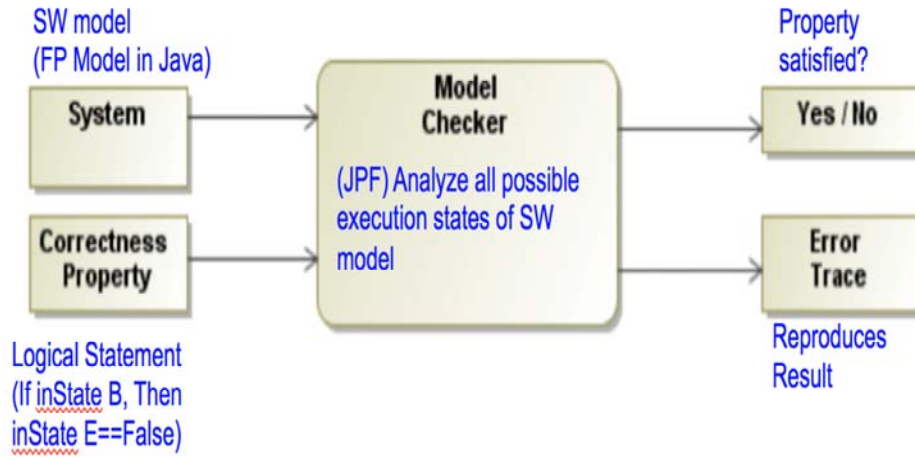 SW model
(FP Model in Java)
System
Correctness
Property
Logical Statement
(If inState B, Then
inState E==False)
Model
Checker
(JPF) Analyze all possible
execution states of SW
model
Property
satisfied?
Yes / No
Error
Trace
Reproduces
Result